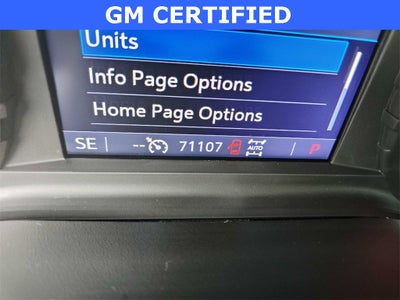 GM CERTIFIED
Units
Info Page Options
Home Page Options
SE -- 71107 AUTO P